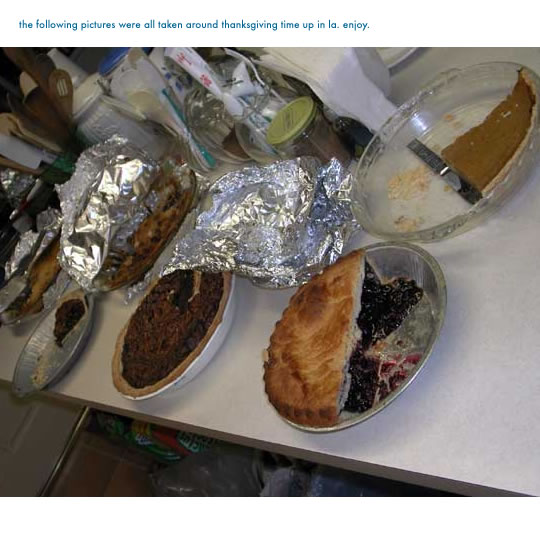 the following pictures were all taken around thanksgiving time up in la. enjoy.